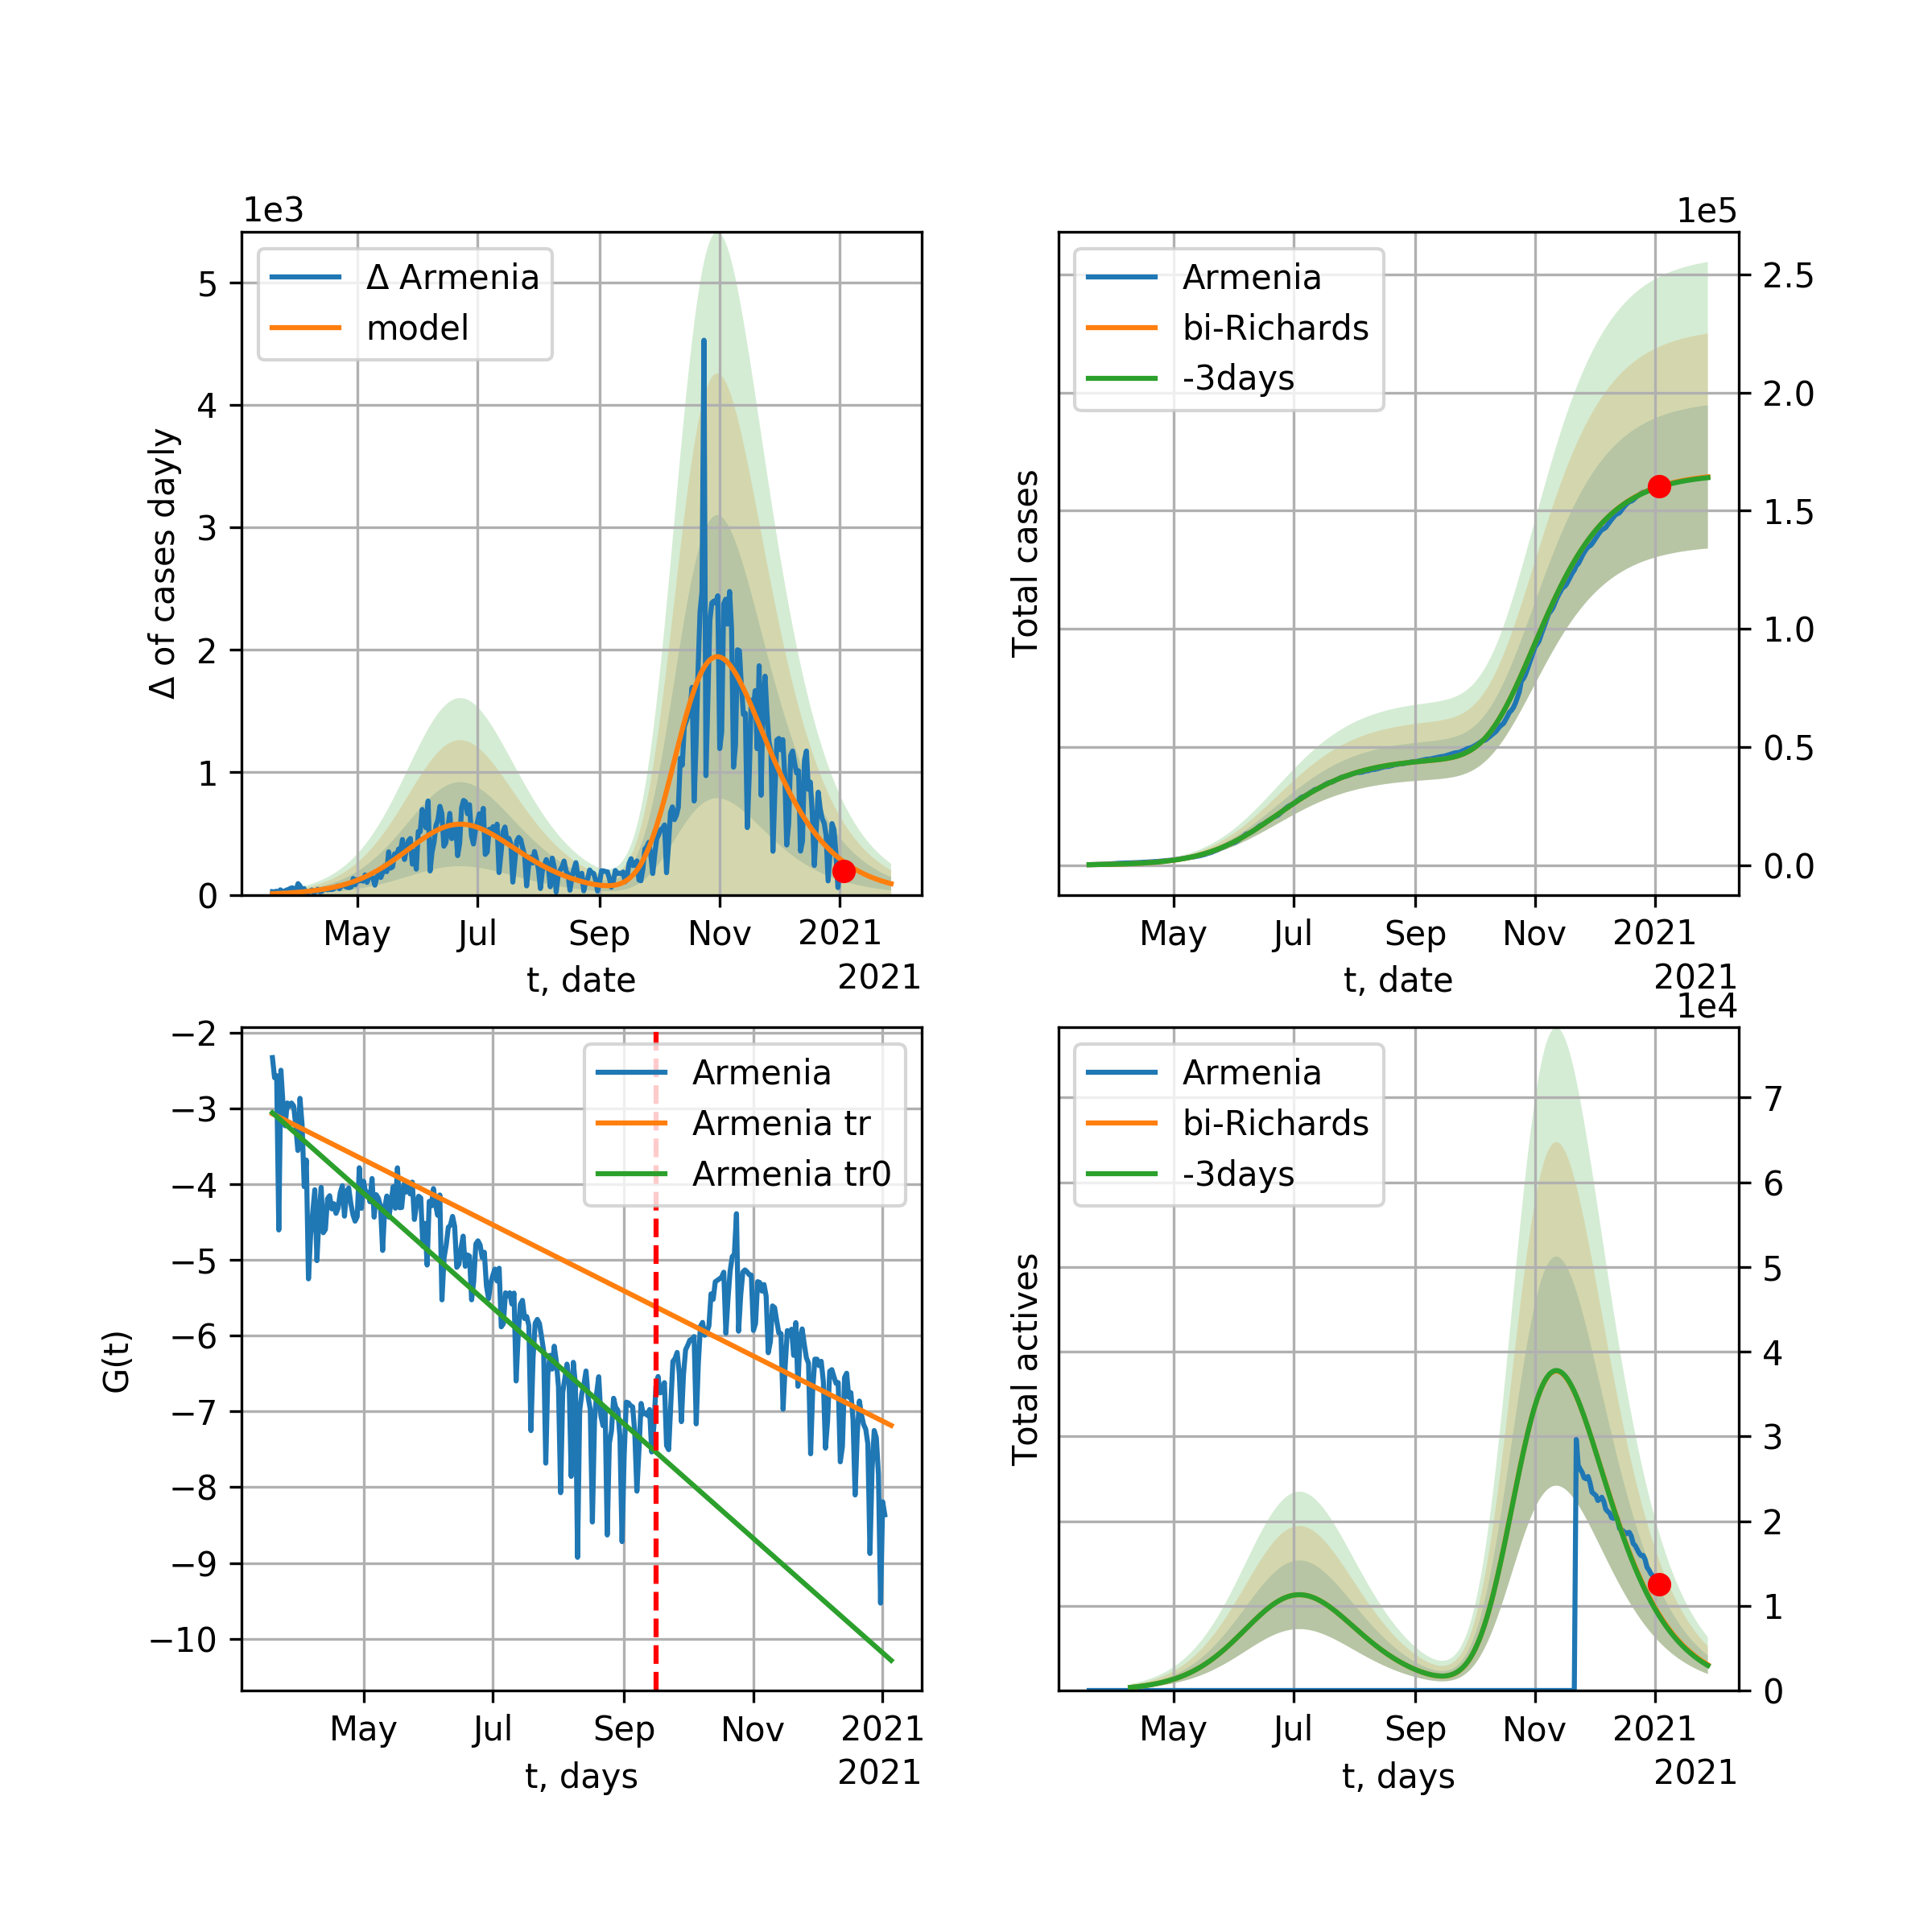 1e3
Δ Armenia
model
5
4
3
2
1
0
Δ of cases dayly
May Jul Sep Nov 2021
t, date
2021
1e5
Armenia
bi-Richards
-3days
2.5
2.0
1.5
1.0
0.5
0.0
Total cases
May Jul Sep Nov 2021
t, date
2021
Armenia
Armenia tr
Armenia tr0
−2
−3
−4
−5
−6
−7
−8
−9
−10
G(t)
May Jul Sep Nov 2021
t, days
2021
1e4
Armenia
bi-Richards
-3days
7
6
5
4
3
2
1
0
Total actives
May Jul Sep Nov 2021
t, days
2021